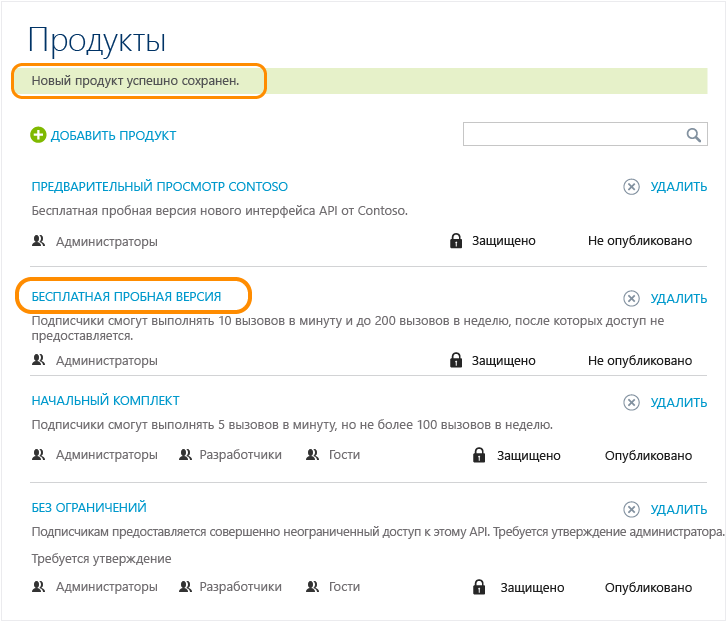 Продукты
Новый продукт успешно сохранен.
ДОБАВИТЬ ПРОДУКТ
ПРЕДВАРИТЕЛЬНЫЙ ПРОСМОТР CONTOSO УДАЛИТЬ
Бесплатная пробная версия нового интерфейса API от Contoso.
Администраторы Защищено Не опубликовано
БЕСПЛАТНАЯ ПРОБНАЯ ВЕРСИЯ УДАЛИТЬ
Подписчики смогут выполнять 10 вызовов в минуту и до 200 вызовов в неделю, после которых доступ не
предоставляется.
Администраторы Защищено Не опубликовано
НАЧАЛЬНЫЙ КОМПЛЕКТ УДАЛИТЬ
Подписчики смогут выполнять 5 вызовов в минуту, но не более 100 вызовов в неделю.
Администраторы Разработчики Гости Защищено Опубликовано
БЕЗ ОГРАНИЧЕНИЙ УДАЛИТЬ
Подписчикам предоставляется совершенно неограниченный доступ к этому API. Требуется утверждение администратора.
Требуется утверждение
Администраторы Разработчики Гости Защищено Опубликовано